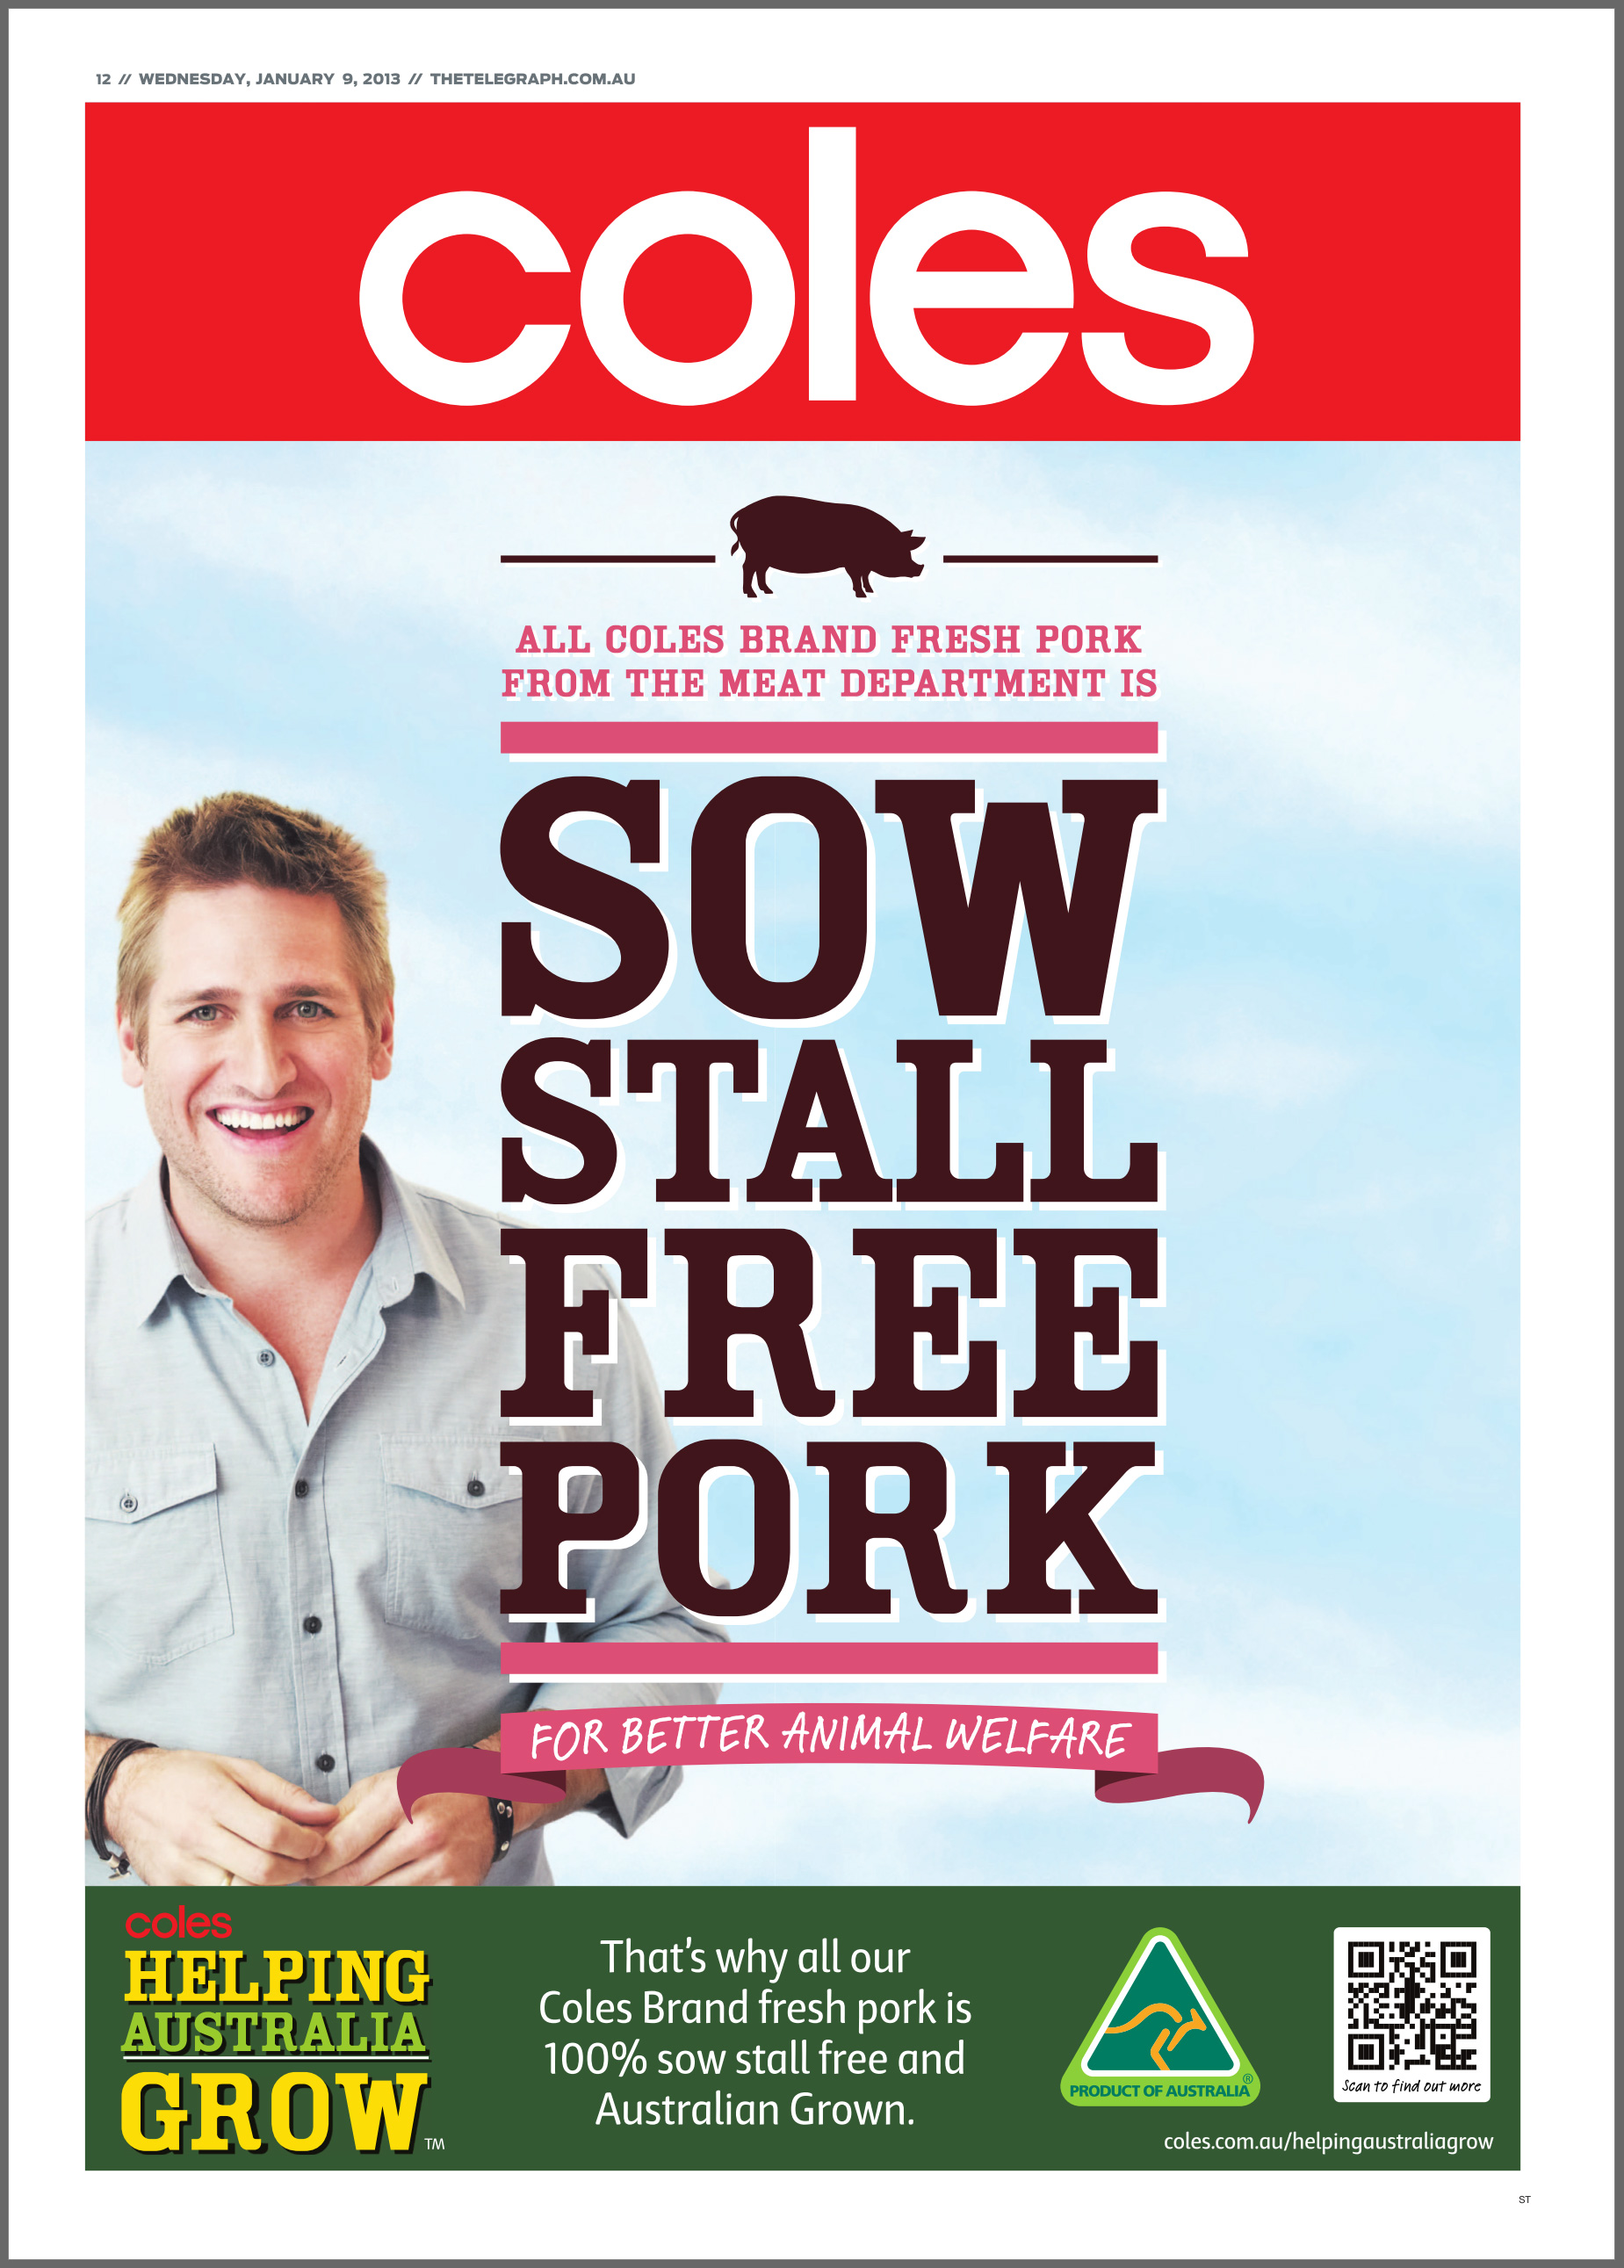 12 // WEDNESDAY, JANUARY 9, 2013 // THETELEGRAPH.COM.AU
coles
ALL COLES BRAND FRESH PORK
FROM THE MEAT DEPARTMENT IS
SOW
STALL
FREE
PORK
FOR BETTER ANIMAL WELFARE
coles
HELPING
AUSTRALIA
GROW™
That's why all our
Coles Brand fresh pork is
100% sow stall free and
Australian Grown.
PRODUCT OF AUSTRALIA®
Scan to find out more
coles.com.au/helpingaustraliagrow
ST